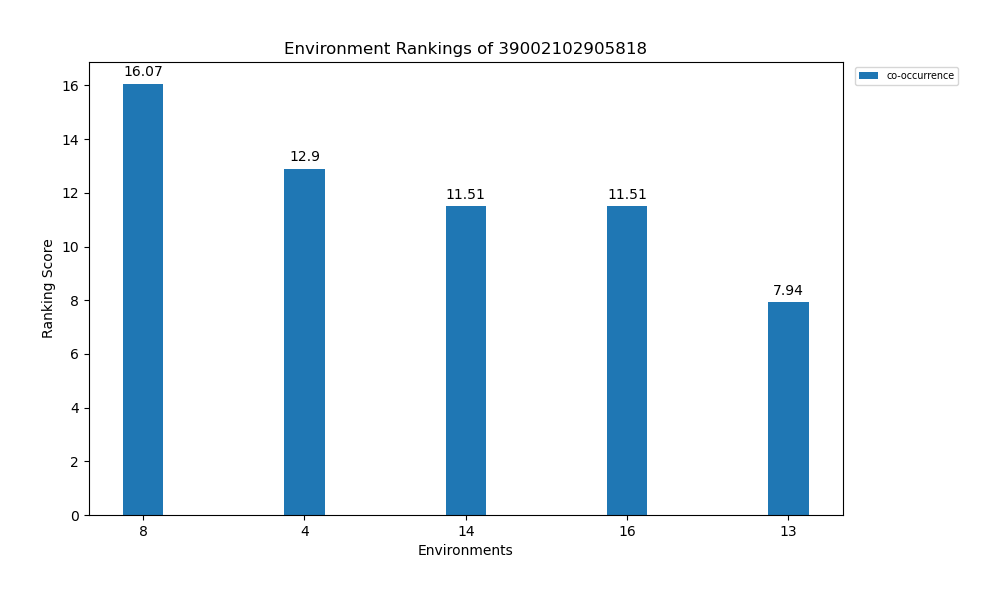 Environment Rankings of 39002102905818
co-occurrence
16.07
12.9
11.51
11.51
7.94
Ranking Score
16
14
12
10
8
6
4
2
0
8 4 14 16 13
Environments